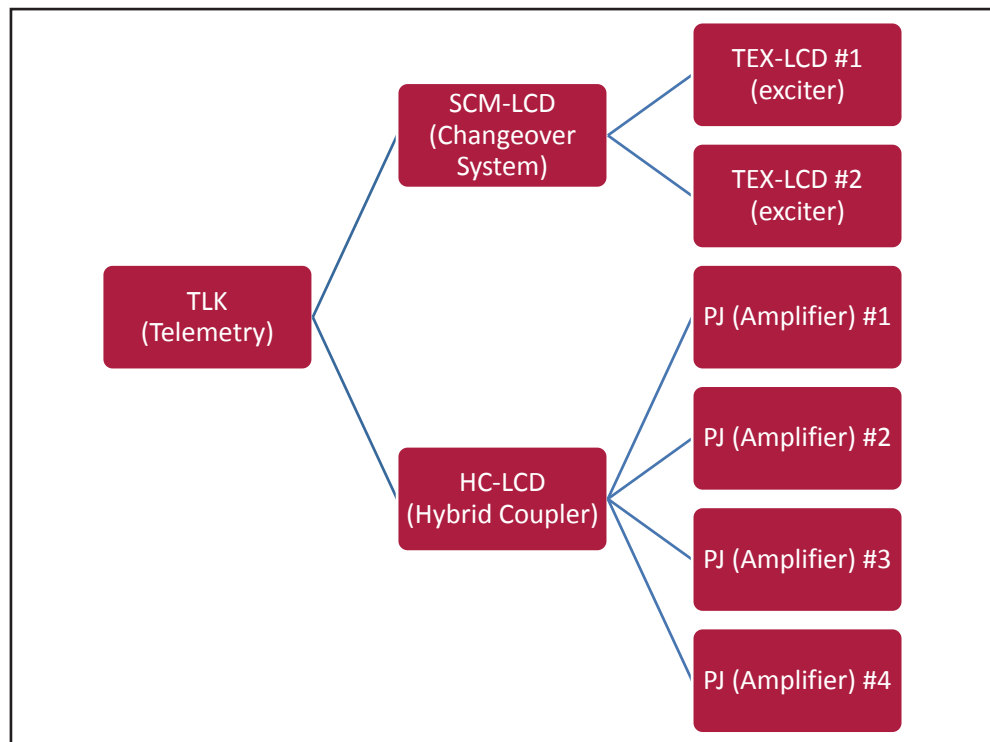 TLK
(Telemetry)
SCM-LCD
(Changeover
System)
TEX-LCD #1
(exciter)
TEX-LCD #2
(exciter)
HC-LCD
(Hybrid Coupler)
PJ (Amplifier) #1
PJ (Amplifier) #2
PJ (Amplifier) #3
PJ (Amplifier) #4